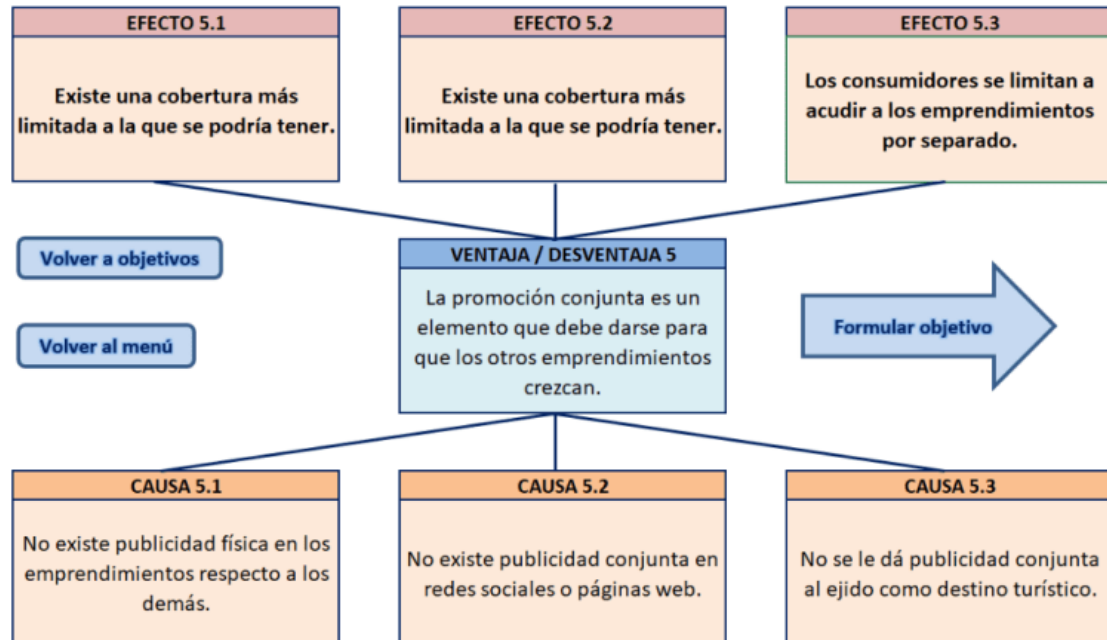 EFECTO 5.1
Existe una cobertura más
limitada a la que se podría tener.
EFECTO 5.2
Existe una cobertura más
limitada a la que se podría tener.
EFECTO 5.3
Los consumidores se limitan a
acudir a los emprendimientos
por separado.
Volver a objetivos
Volver al menú
VENTAJA / DESVENTAJA 5
La promoción conjunta es un
elemento que debe darse para
que los otros emprendimientos
crezcan.
Formular objetivo
CAUSA 5.1
No existe publicidad física en los
emprendimientos respecto a los
demás.
CAUSA 5.2
No existe publicidad conjunta en
redes sociales o páginas web.
CAUSA 5.3
No se le dá publicidad conjunta
al ejido como destino turístico.